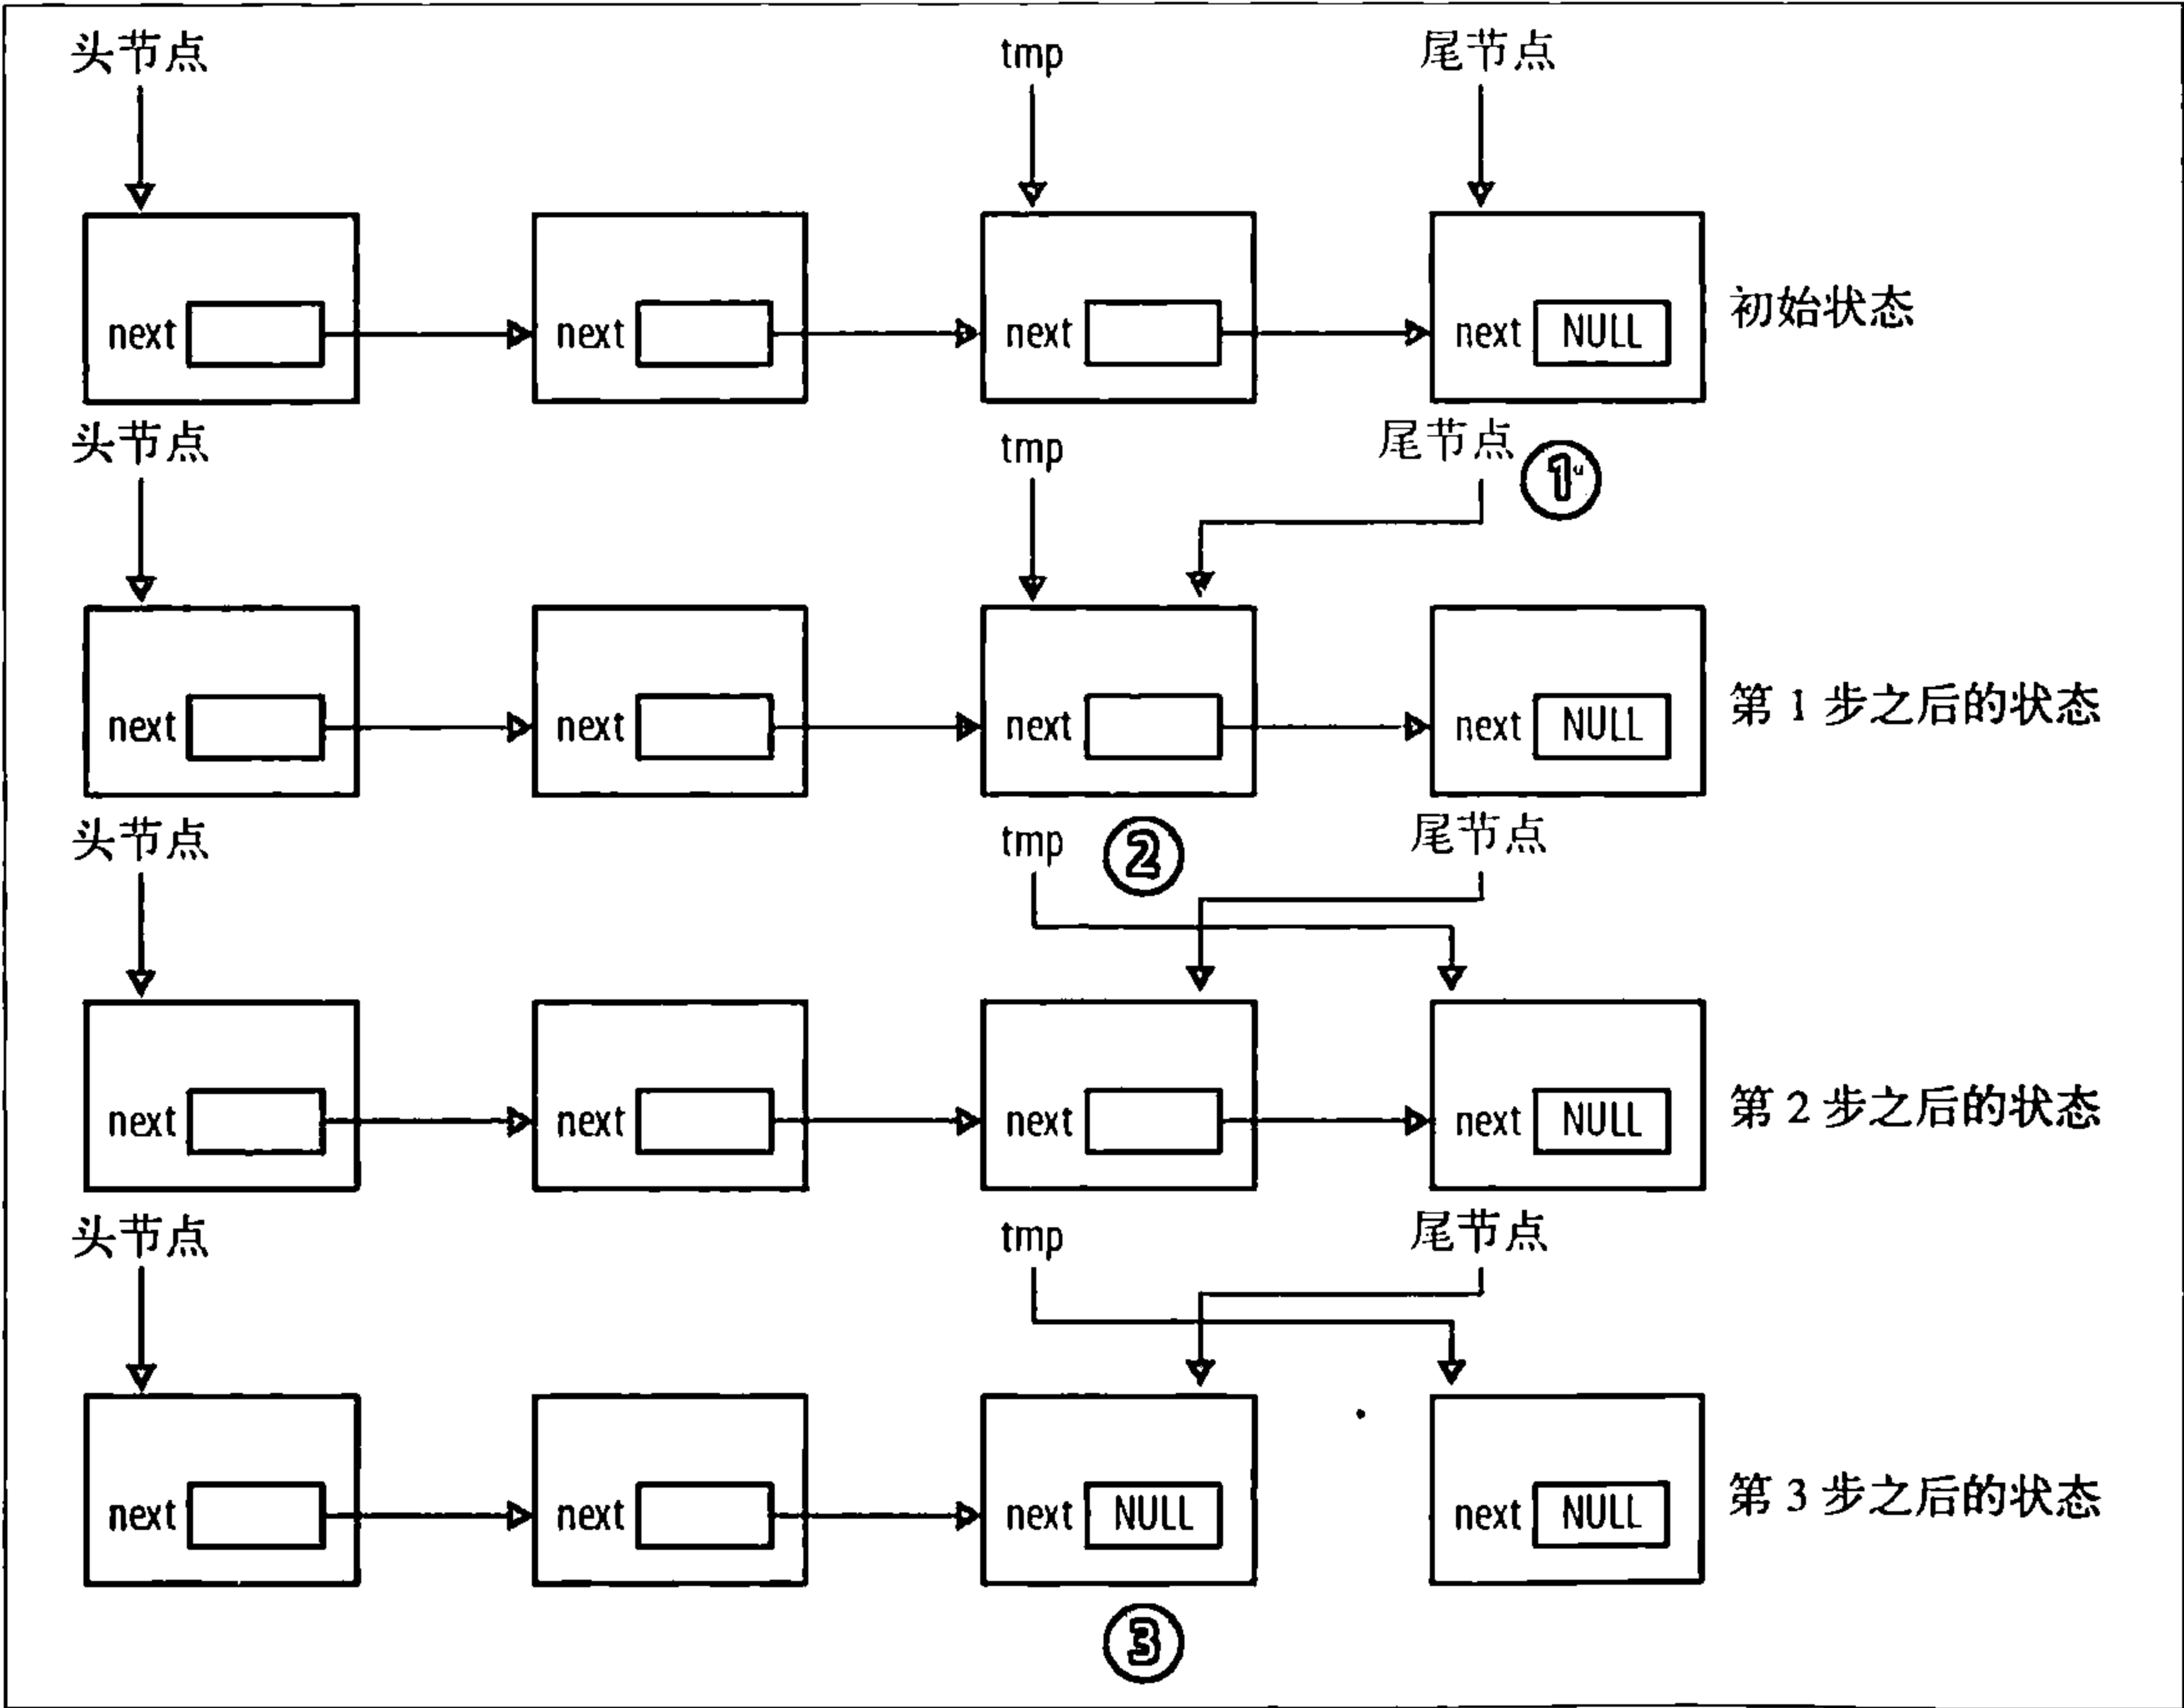 头节点 tmp 尾节点
next next next next NULL 初始状态
头节点 tmp 尾节点 ①
next next next next NULL 第 1 步之后的状态
头节点 tmp ② 尾节点
next next next next NULL 第 2 步之后的状态
头节点 tmp 尾节点
next next next NULL next NULL 第 3 步之后的状态
③